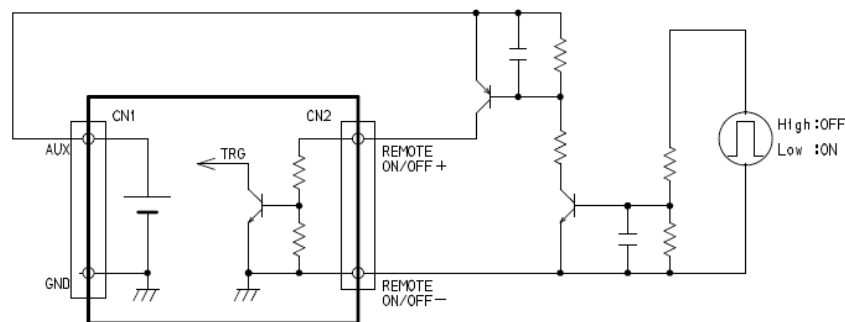 CN1
CN2
AUX
TRG
REMOTE
ON/OFF+
High:OFF
Low :ON
GND
REMOTE
ON/OFF−